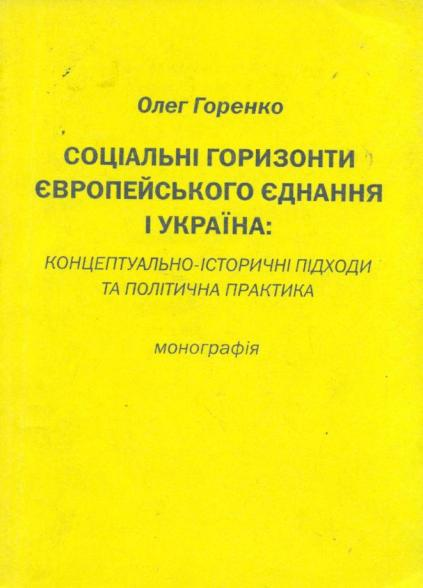 Олег Горенко
СОЦІАЛЬНІ ГОРИЗОНТИ
ЄВРОПЕЙСЬКОГО ЄДНАННЯ
І УКРАЇНА:
КОНЦЕПТУАЛЬНО-ІСТОРИЧНІ ПІДХОДИ
ТА ПОЛІТИЧНА ПРАКТИКА
монографія